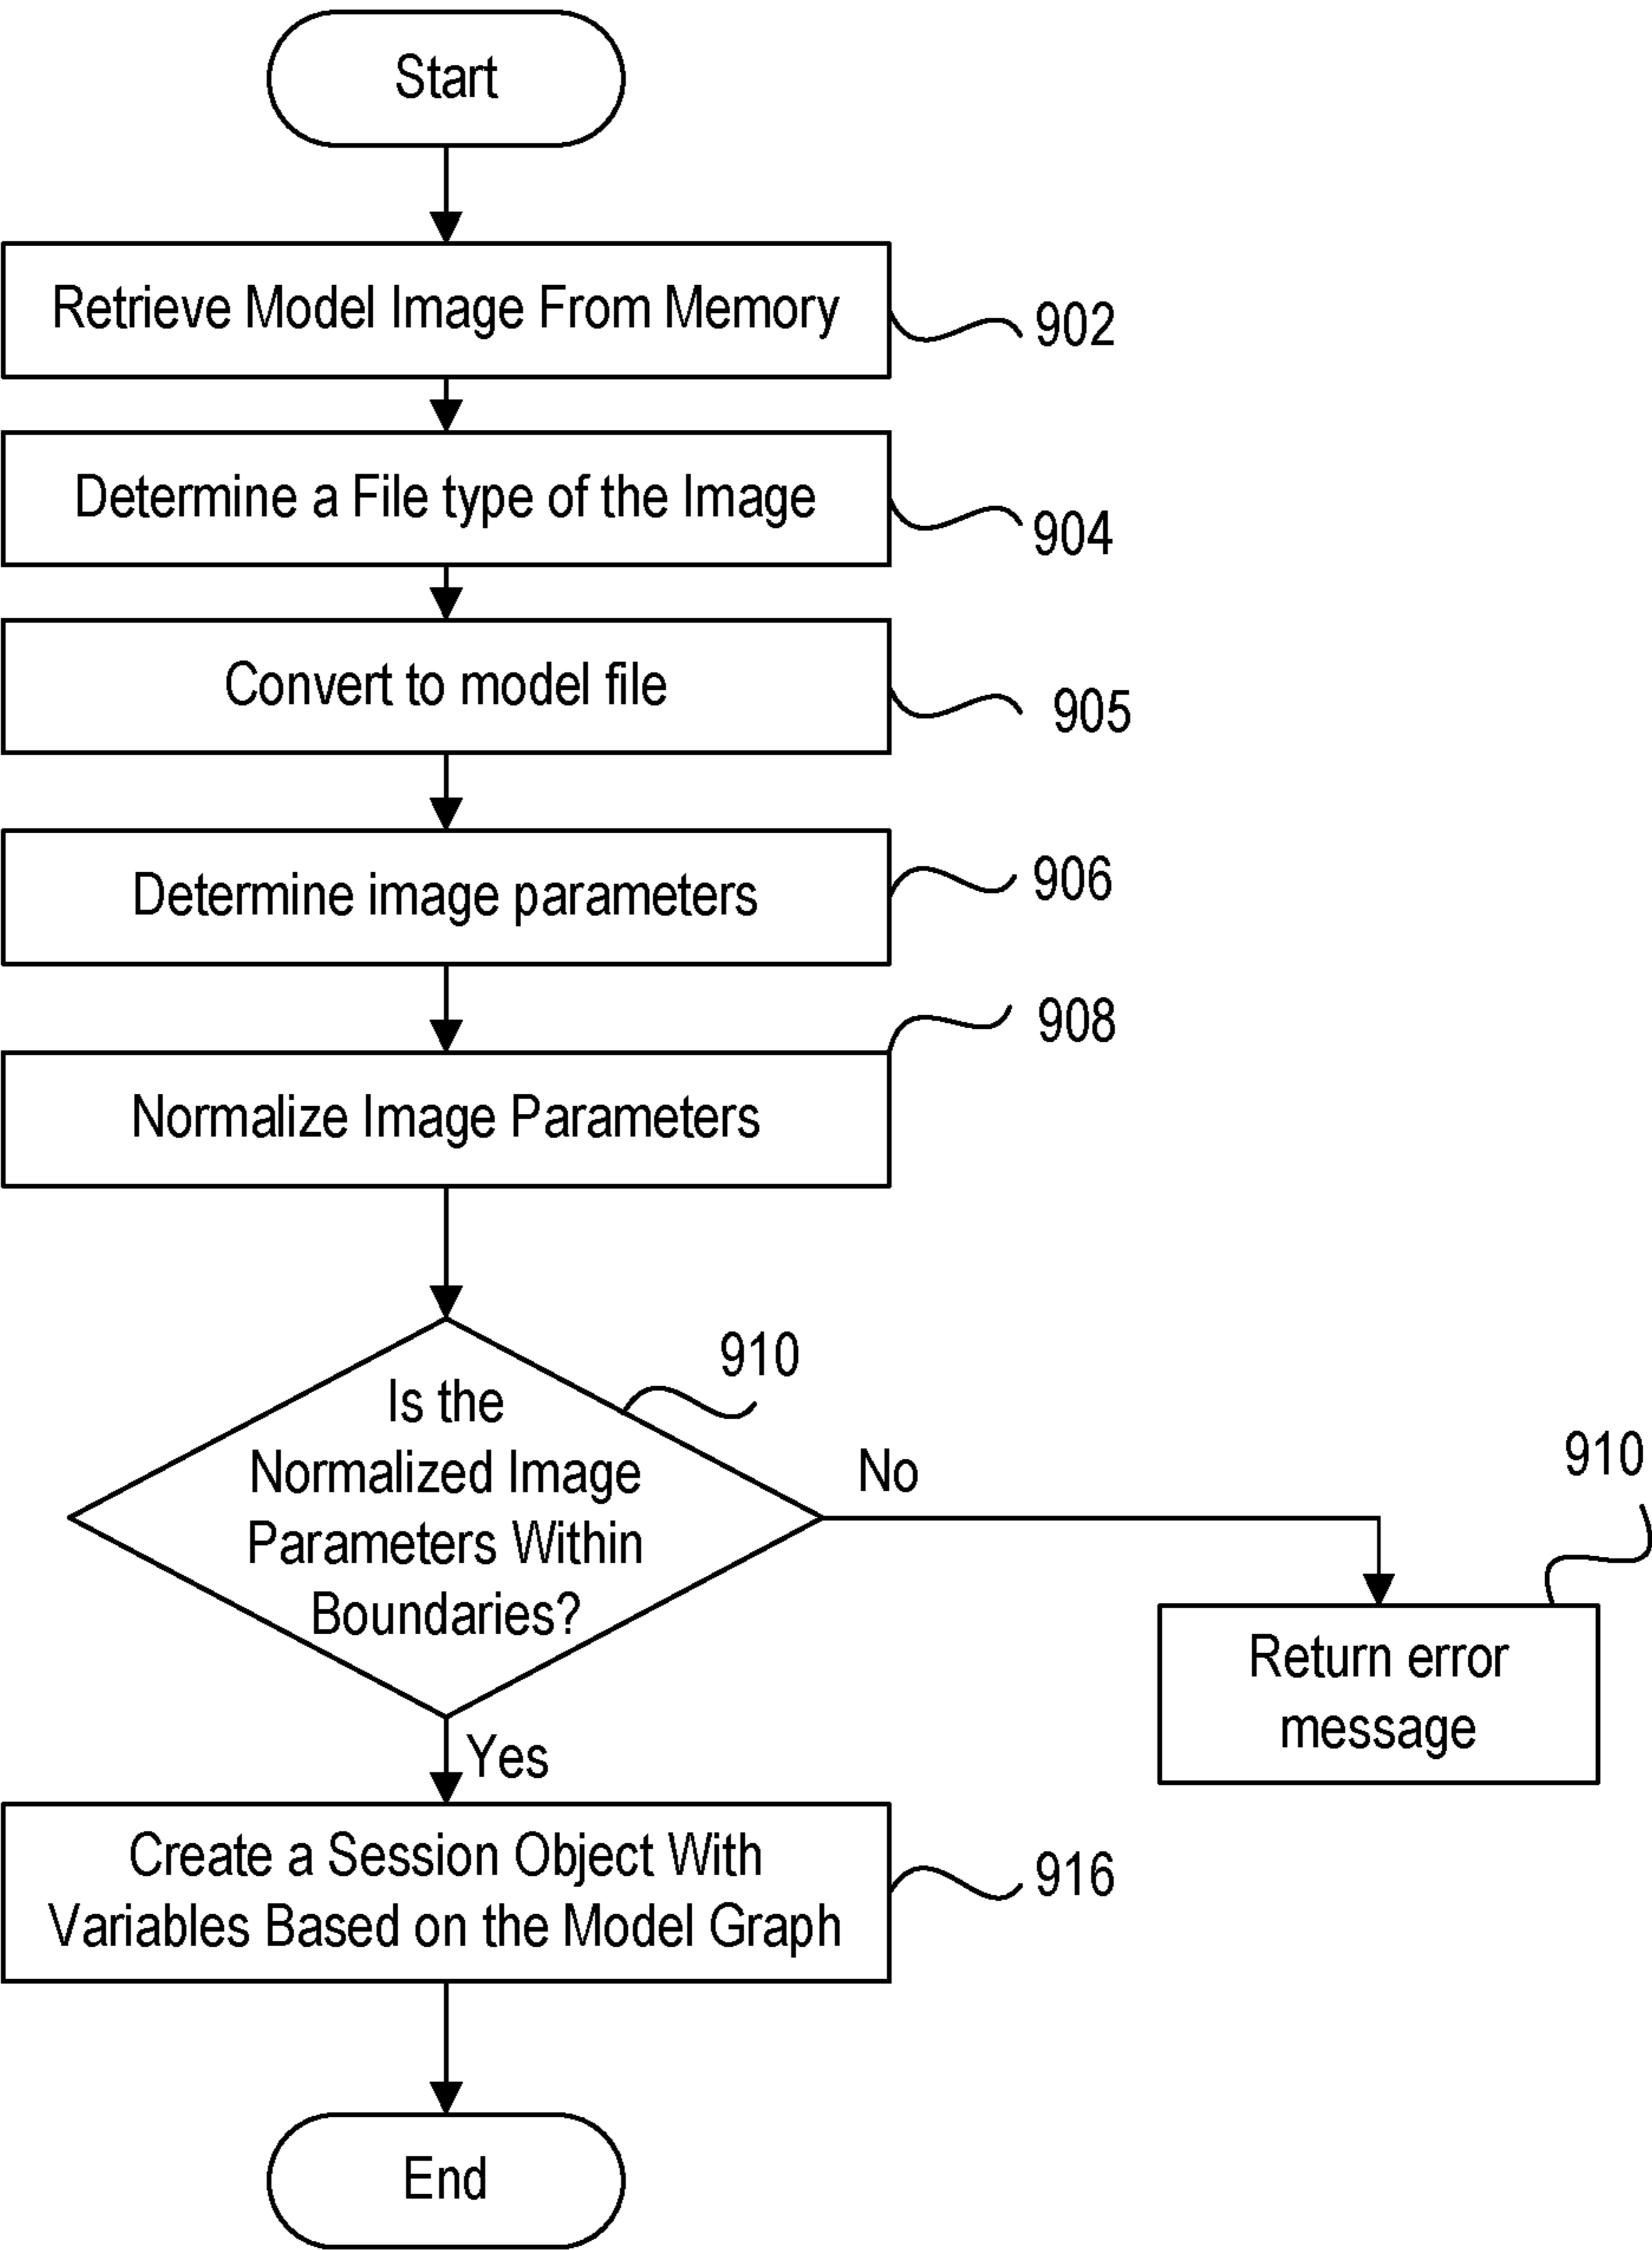 Start
Retrieve Model Image From Memory
902
Determine a File type of the Image
904
Convert to model file
905
Determine image parameters
906
908
Normalize Image Parameters
910
Is the
Normalized Image
Parameters Within
Boundaries?
No
910
Return error
message
Yes
Create a Session Object With
Variables Based on the Model Graph
916
End